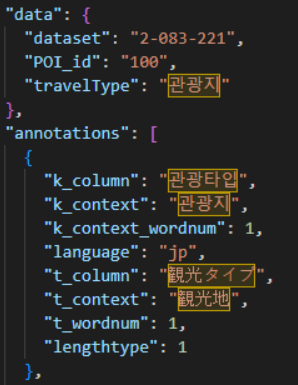 "data": {
"dataset": "2-083-221",
"POI_id": "100",
"travelType": "관광지"
},
"annotations": [
{
"k_column": "관광타입",
"k_context": "관광지",
"k_context_wordnum": 1,
"language": "jp",
"t_column": "観光タイプ",
"t_context": "観光地",
"t_wordnum": 1,
"lengthtype": 1
},